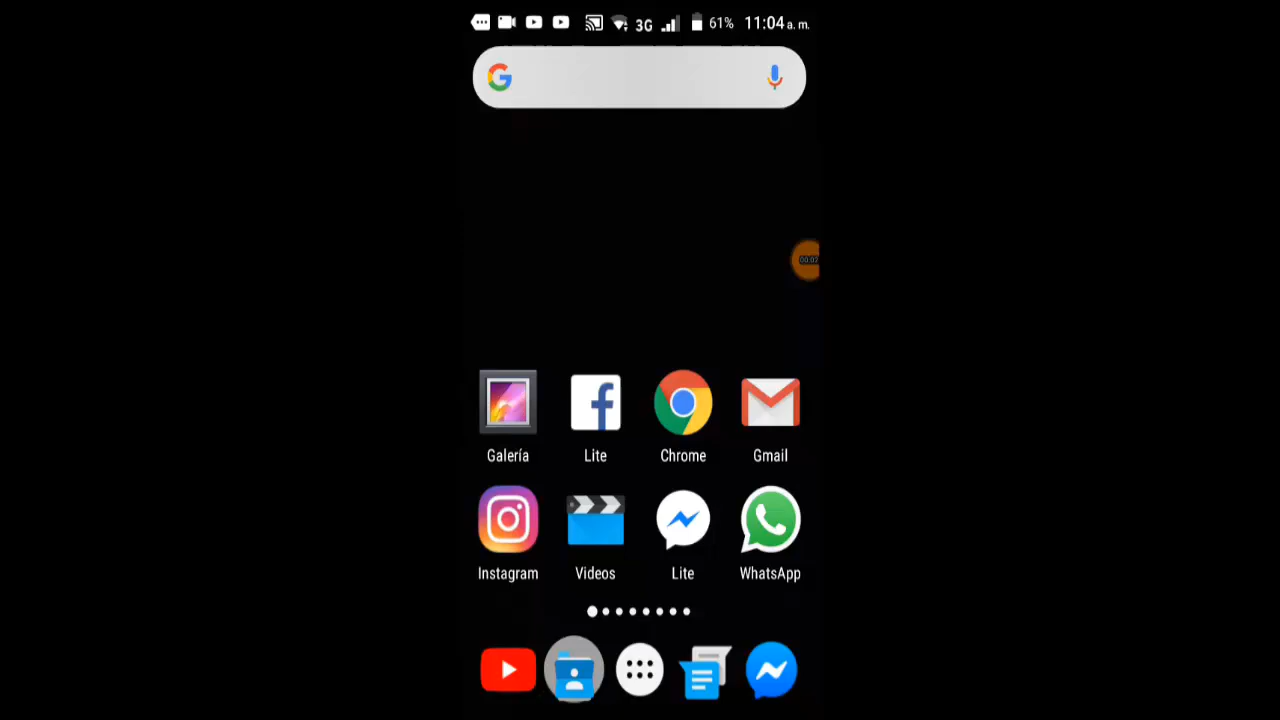 3G 61% 11:04 a. m.
Galería Lite Chrome Gmail
Instagram Videos Lite WhatsApp